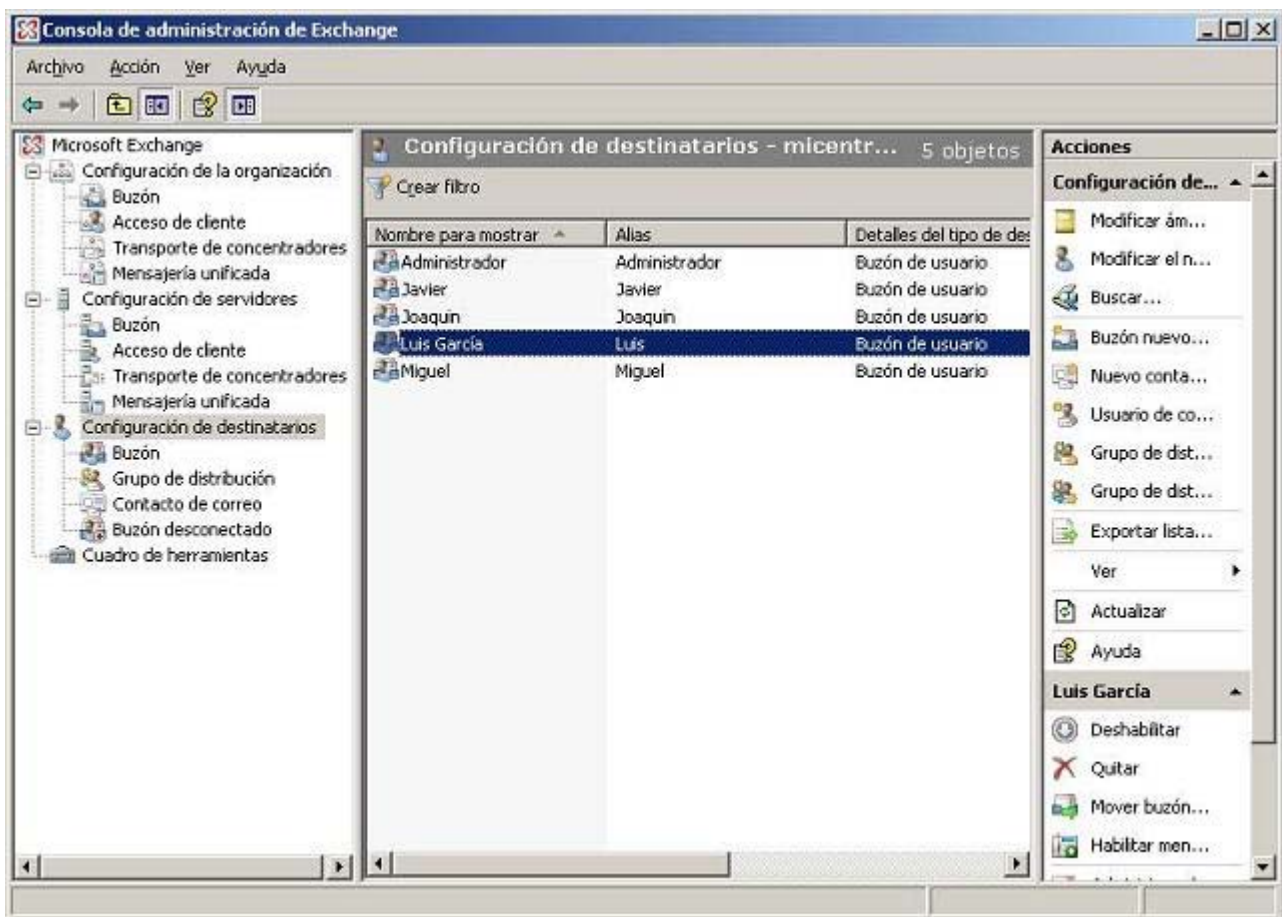 Consola de administración de Exchange
Archivo Acción Ver Ayuda
Microsoft Exchange
Configuración de la organización
Buzón
Acceso de cliente
Transporte de concentradores
Mensajería unificada
Configuración de servidores
Buzón
Acceso de cliente
Transporte de concentradores
Mensajería unificada
Configuración de destinatarios
Buzón
Grupo de distribución
Contacto de correo
Buzón desconectado
Cuadro de herramientas
Configuración de destinatarios - micentr... 5 objetos
Crear filtro
Nombre para mostrar Alias Detalles del tipo de des
Administrador Administrador Buzón de usuario
Javier Javier Buzón de usuario
Joaquin Joaquin Buzón de usuario
Luis García Luis Buzón de usuario
Miguel Miguel Buzón de usuario
Acciones
Configuración de...
Modificar ám...
Modificar el n...
Buscar...
Buzón nuevo...
Nuevo conta...
Usuario de co...
Grupo de dist...
Grupo de dist...
Exportar lista...
Ver
Actualizar
Ayuda
Luis García
Deshabilitar
Quitar
Mover buzón...
Habilitar men...